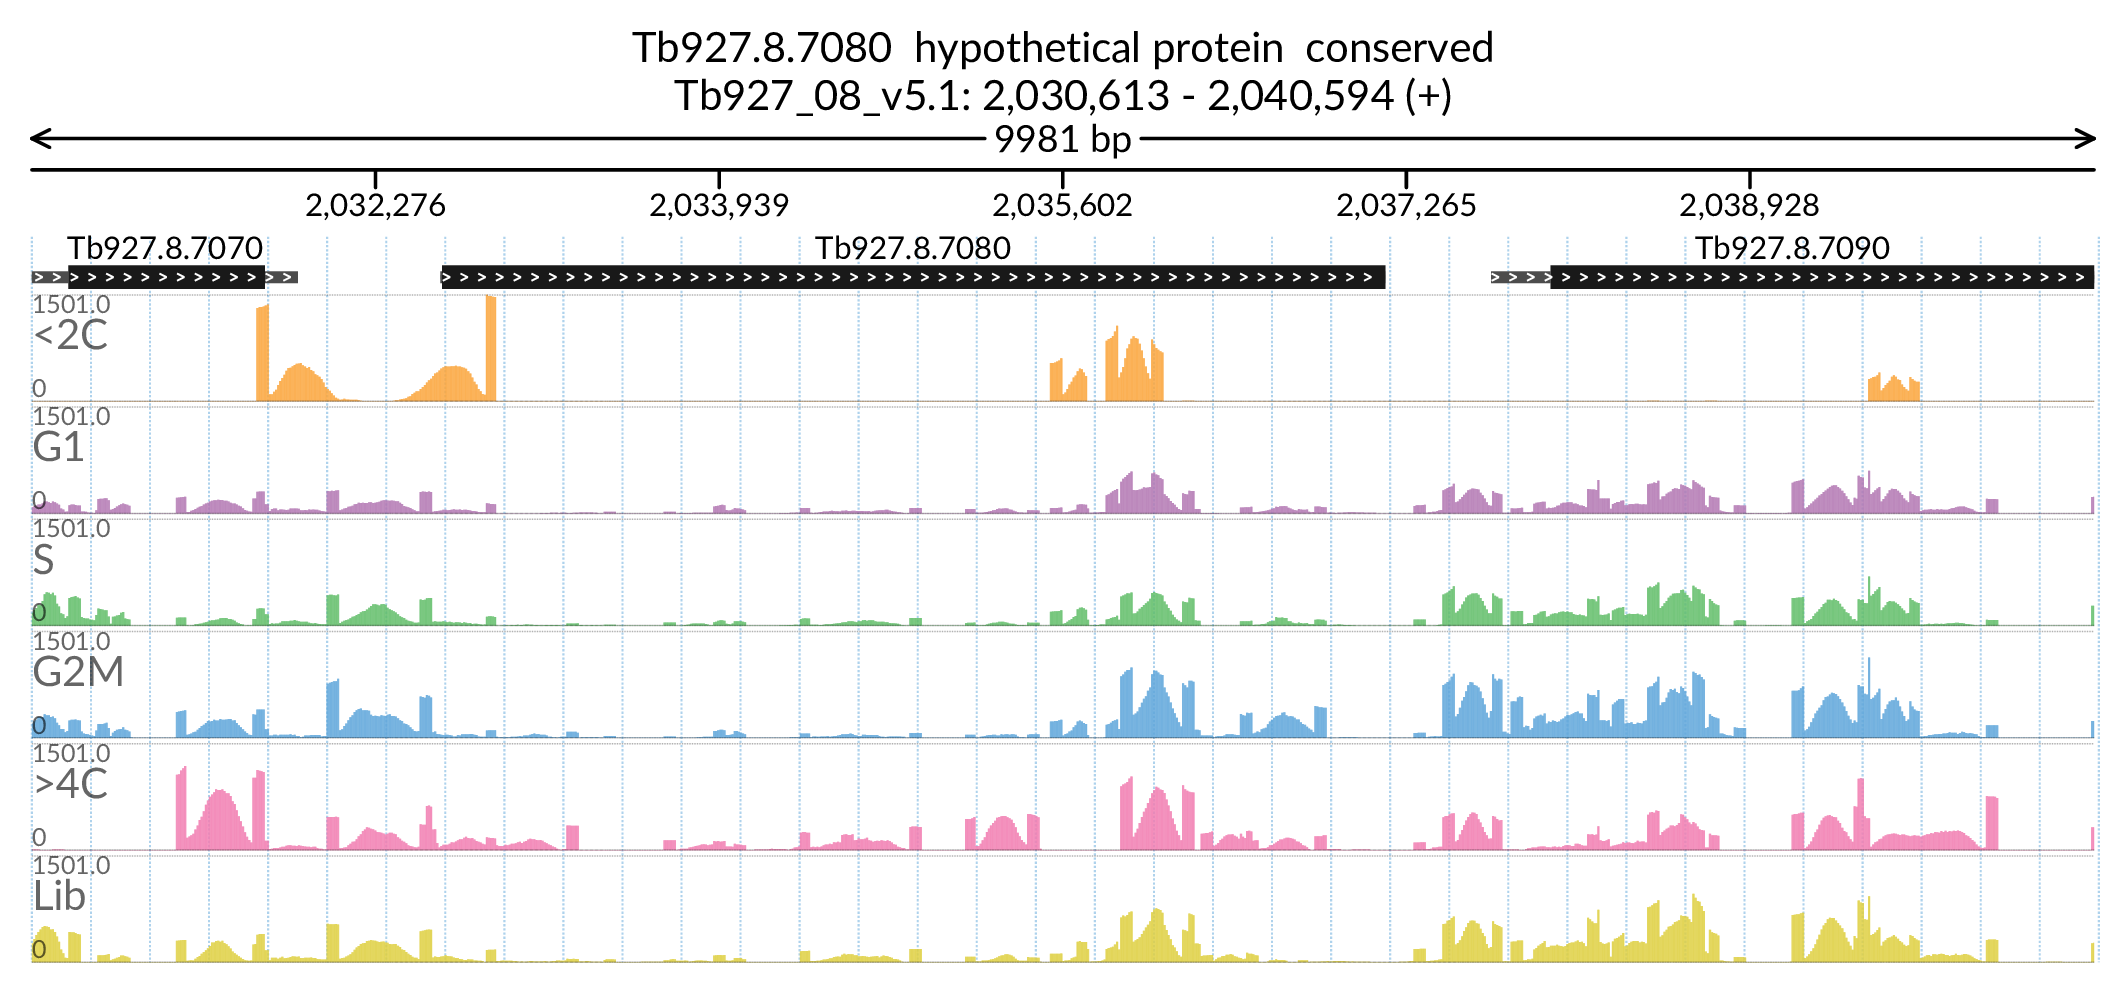 Tb927.8.7080  hypothetical protein  conserved
Tb927_08_v5.1: 2,030,613 - 2,040,594 (+)
9981 bp
2,032,276 2,033,939 2,035,602 2,037,265 2,038,928
Tb927.8.7070 Tb927.8.7080 Tb927.8.7090
1501.0
<2C
0
1501.0
G1
0
1501.0
S
0
1501.0
G2M
0
1501.0
>4C
0
1501.0
Lib
0